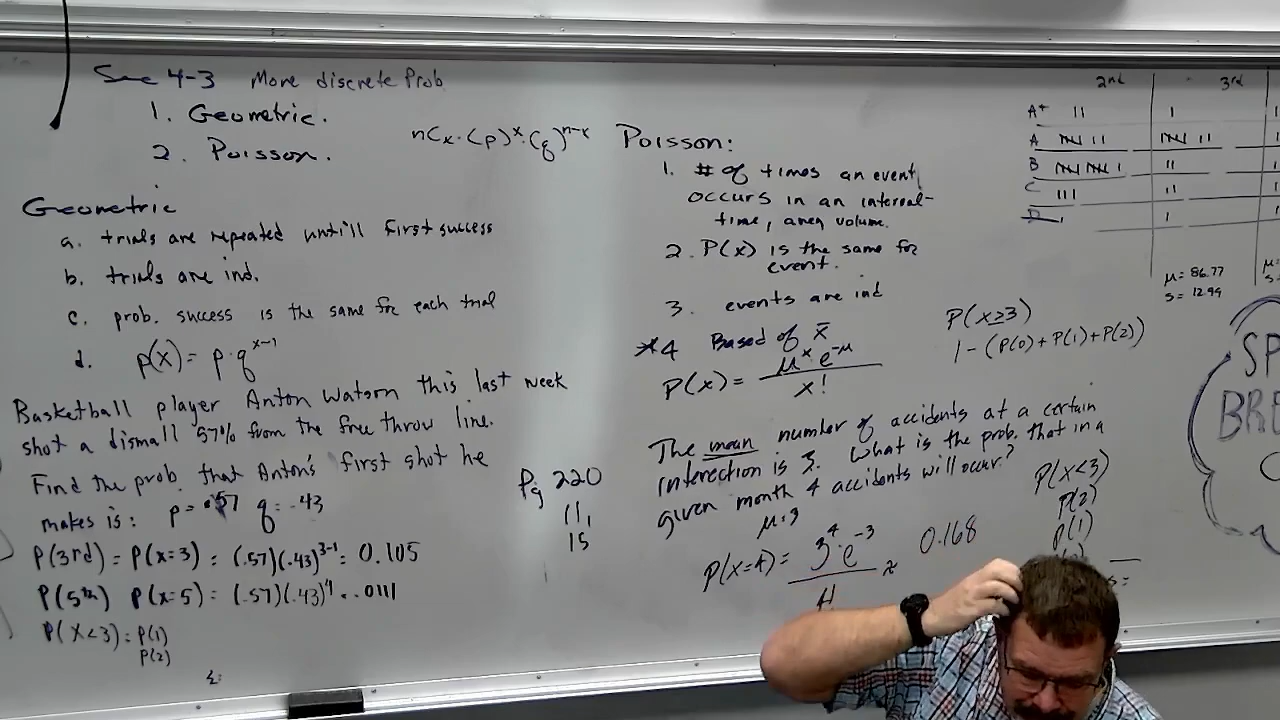 Sec 4-3 More discrete Prob
1. Geometric.
2. Poisson.
nCx·(p)^x·(q)^n-x
Geometric
a. trials are repeated untill first success
b. trials are ind.
c. prob. success is the same for each trial
d. p(x) = p·q^x-1
Basketball player Anton Watson this last week
shot a dismall 57% from the free throw line.
Find the prob. that Anton's first shot he
makes is: p=.57 q=.43
P(3rd) = P(x=3) = (.57)(.43)^3-1 = 0.105
P(5th) P(x=5) = (.57)(.43)^4 = .0111
P(X<3) = P(1)
P(2)
Pg 220
11,
15
Poisson:
1. # of times an event
occurs in an interval-
time, area, volume.
2. P(x) is the same for
event.
3. events are ind
*4 Based of x̄
P(x) = μ^x e^-μ / x!
P(x≥3)
1-(P(0)+P(1)+P(2))
The mean number of accidents at a certain
interection is 3. What is the prob. that in a
given month 4 accidents will occur?
μ=3
P(x=4) = 3^4·e^-3 / 4! ≈ 0.168
P(X<3)
P(2)
P(1)
2nd 3rd
A+
A
B
C
D
μ = 86.77
s = 12.99
SP
BRE